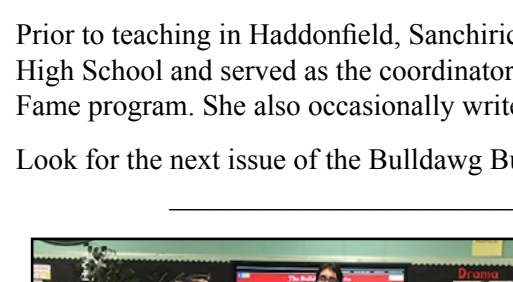 Prior to teaching in Haddonfield, Sanchiric
High School and served as the coordinator
Fame program. She also occasionally write
Look for the next issue of the Bulldawg Bu
Drama